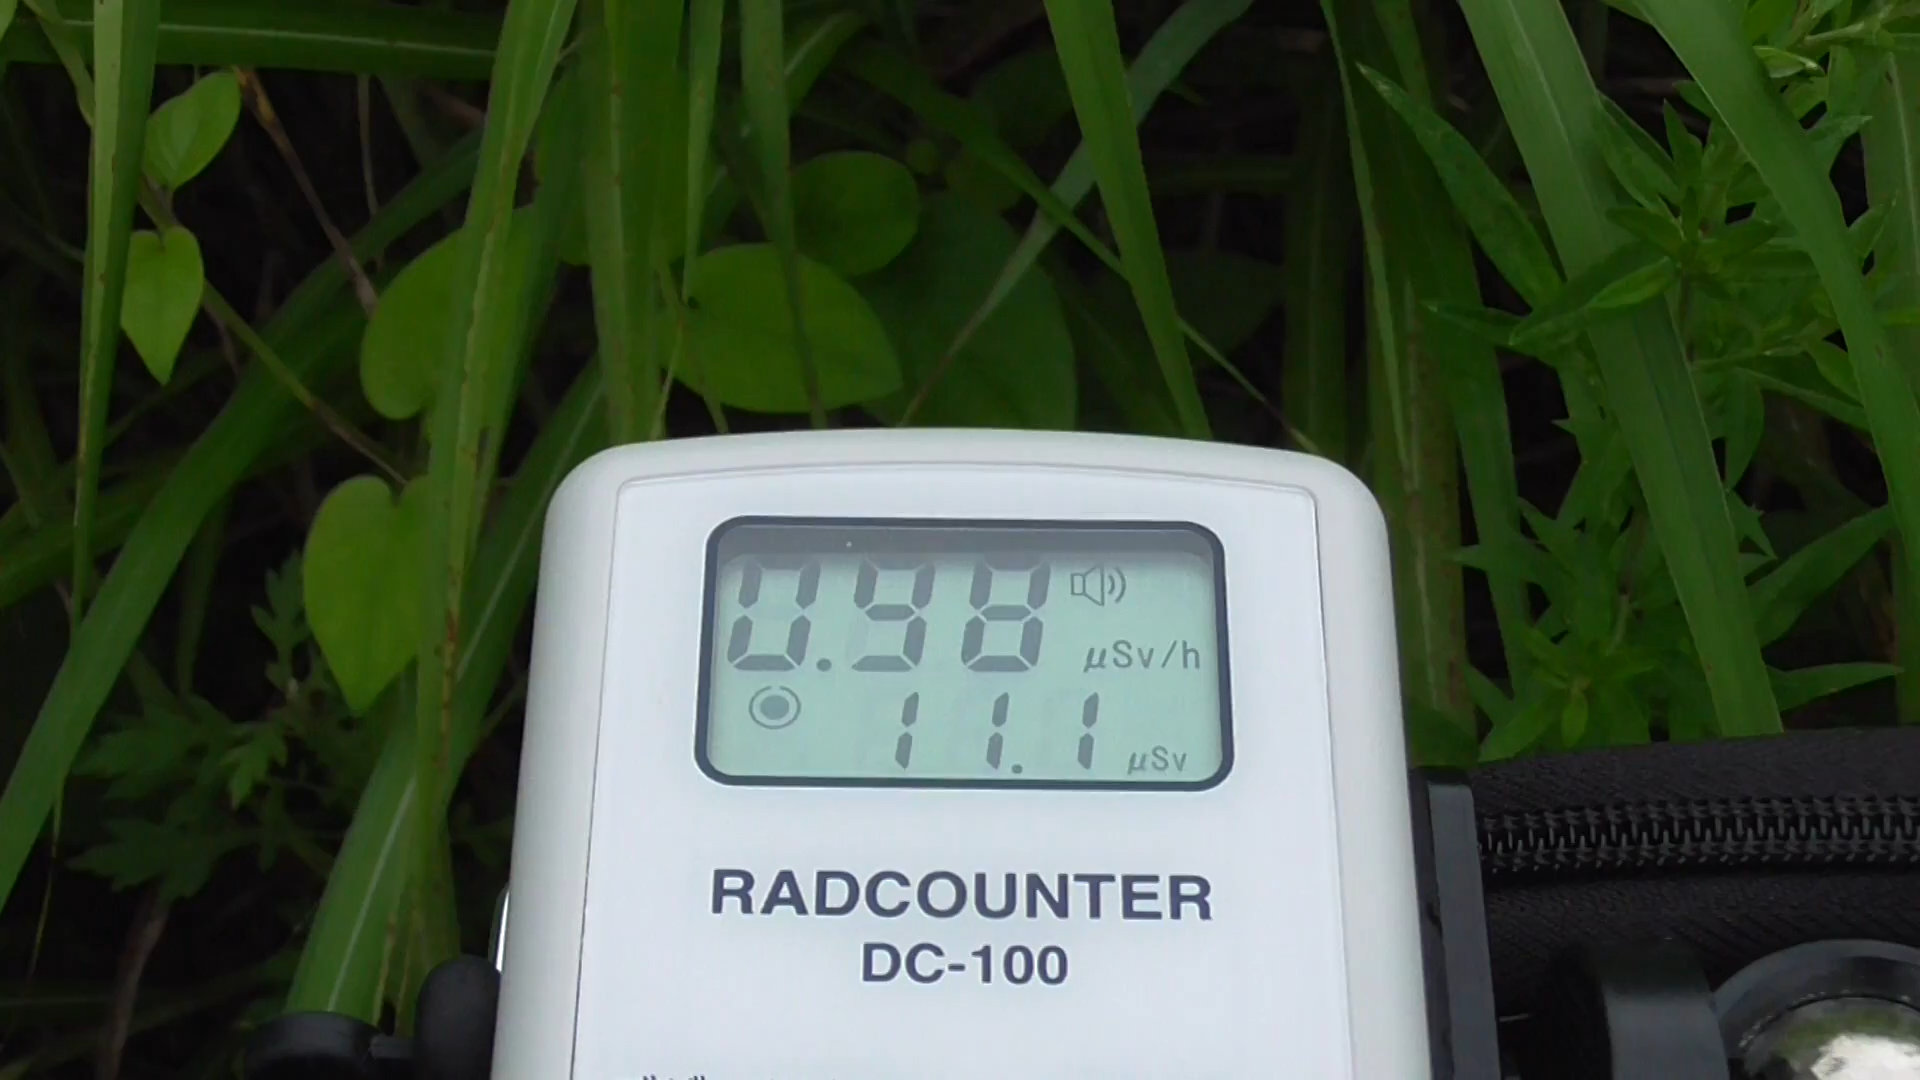 0.98 μSv/h
11.1 μSv
RADCOUNTER
DC-100